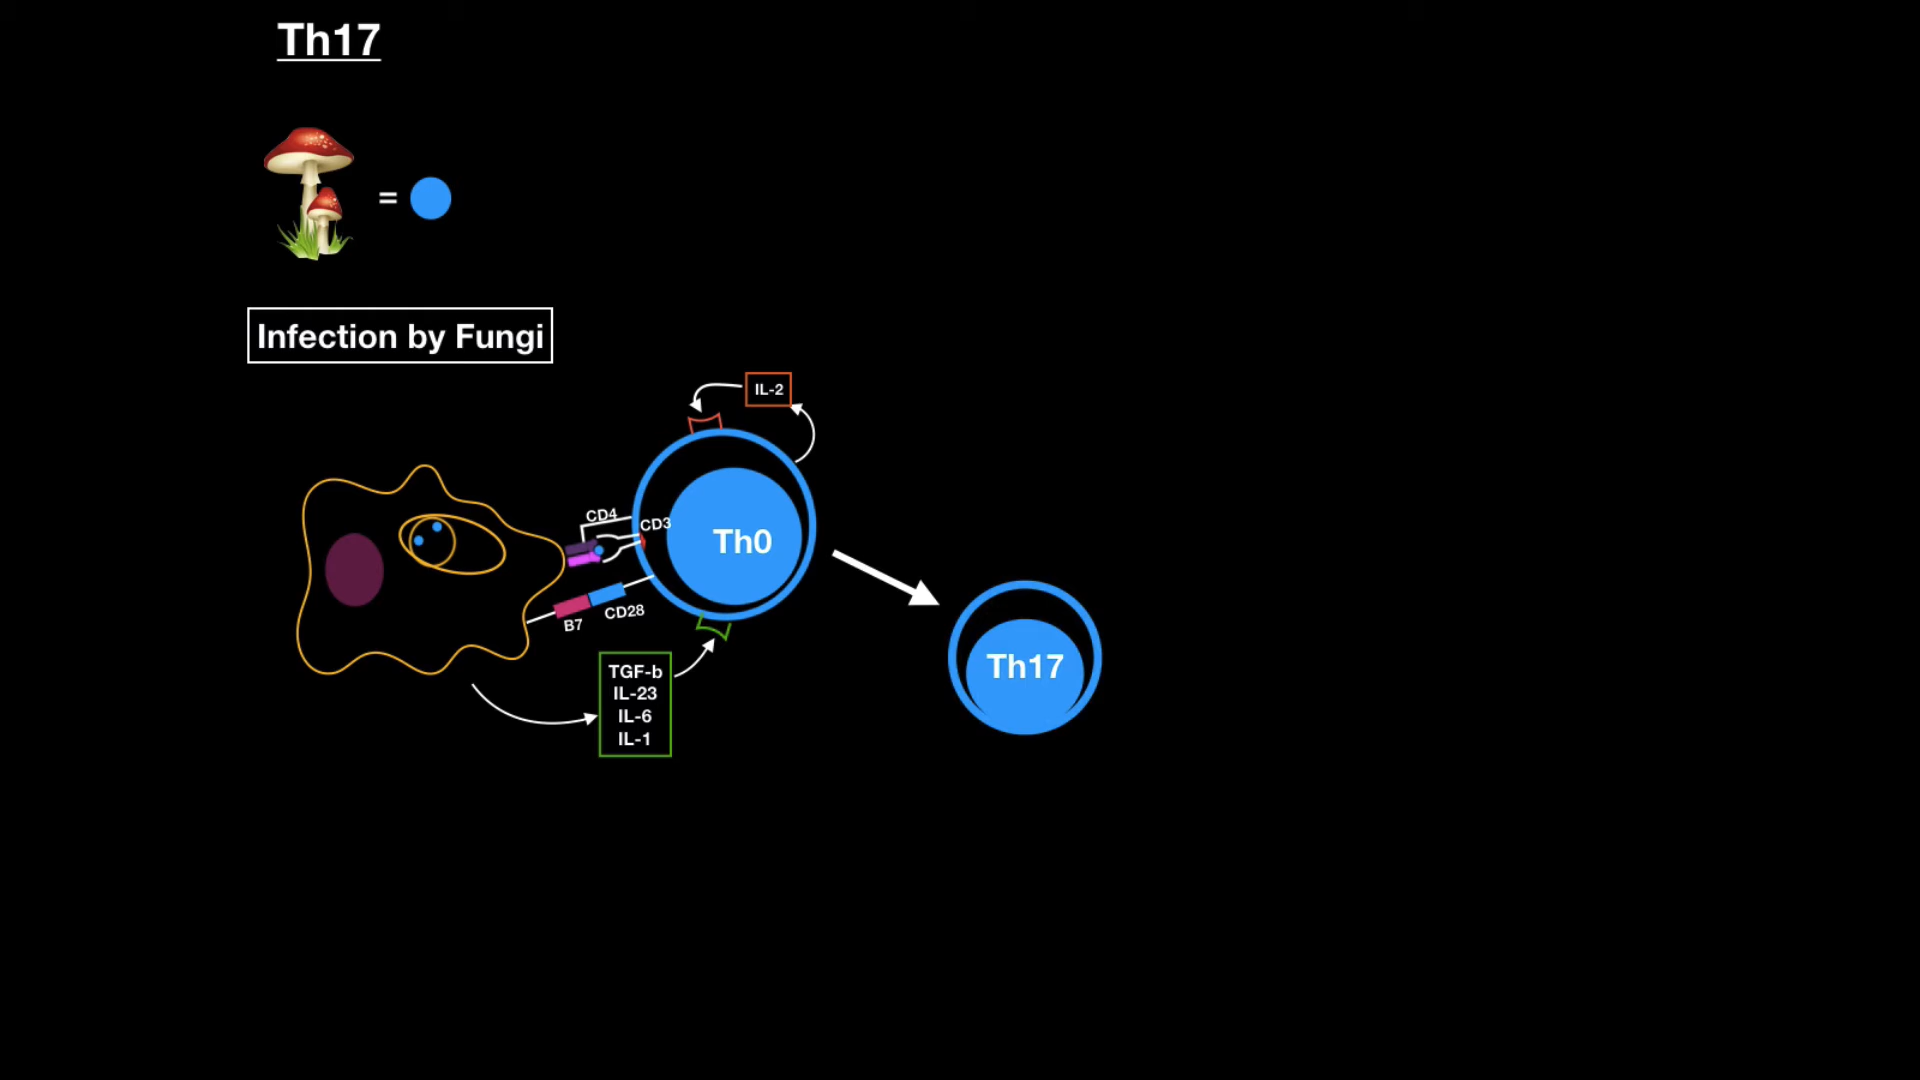 Th17
=
Infection by Fungi
IL-2
CD4
CD3
Th0
CD28
B7
TGF-b
IL-23
IL-6
IL-1
Th17